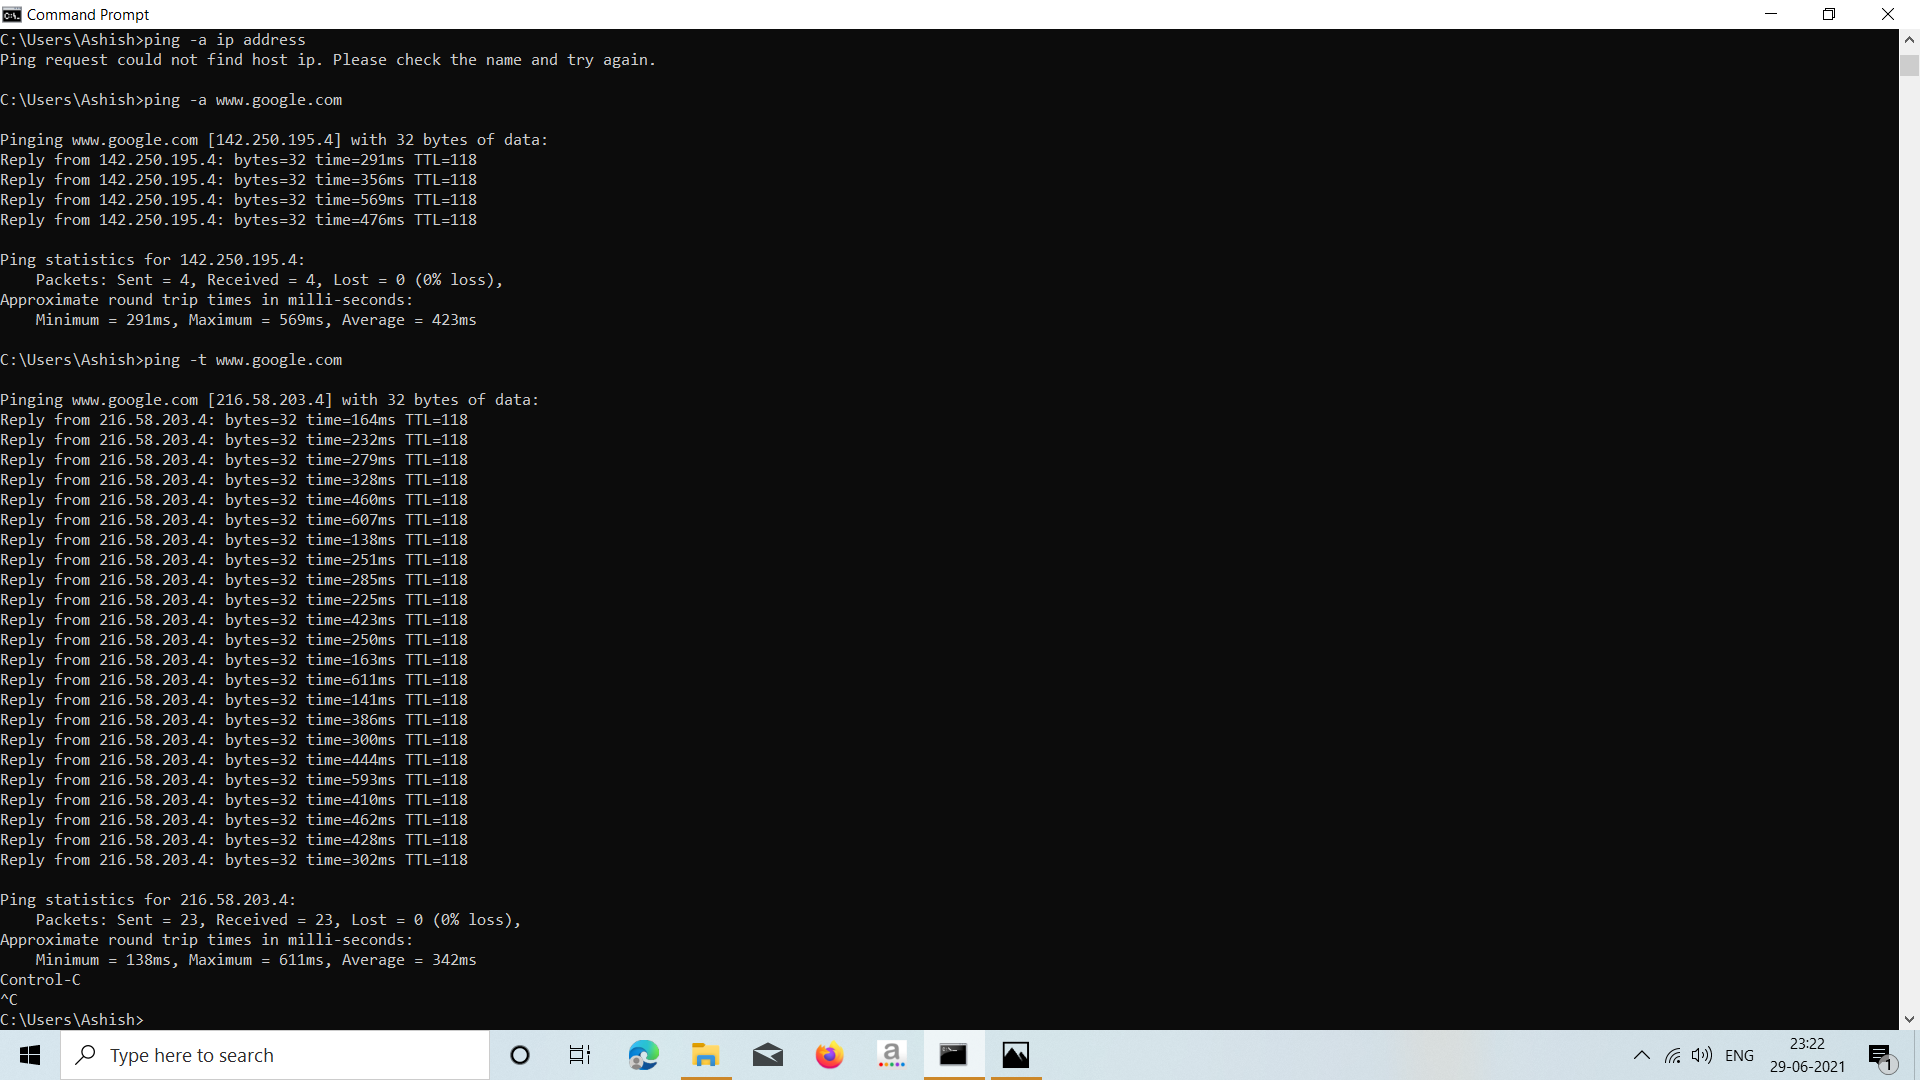 Command Prompt
C:\Users\Ashish>ping -a ip address
Ping request could not find host ip. Please check the name and try again.
C:\Users\Ashish>ping -a www.google.com
Pinging www.google.com [142.250.195.4] with 32 bytes of data:
Reply from 142.250.195.4: bytes=32 time=291ms TTL=118
Reply from 142.250.195.4: bytes=32 time=356ms TTL=118
Reply from 142.250.195.4: bytes=32 time=569ms TTL=118
Reply from 142.250.195.4: bytes=32 time=476ms TTL=118
Ping statistics for 142.250.195.4:
    Packets: Sent = 4, Received = 4, Lost = 0 (0% loss),
Approximate round trip times in milli-seconds:
    Minimum = 291ms, Maximum = 569ms, Average = 423ms
C:\Users\Ashish>ping -t www.google.com
Pinging www.google.com [216.58.203.4] with 32 bytes of data:
Reply from 216.58.203.4: bytes=32 time=164ms TTL=118
Reply from 216.58.203.4: bytes=32 time=232ms TTL=118
Reply from 216.58.203.4: bytes=32 time=279ms TTL=118
Reply from 216.58.203.4: bytes=32 time=328ms TTL=118
Reply from 216.58.203.4: bytes=32 time=460ms TTL=118
Reply from 216.58.203.4: bytes=32 time=607ms TTL=118
Reply from 216.58.203.4: bytes=32 time=138ms TTL=118
Reply from 216.58.203.4: bytes=32 time=251ms TTL=118
Reply from 216.58.203.4: bytes=32 time=285ms TTL=118
Reply from 216.58.203.4: bytes=32 time=225ms TTL=118
Reply from 216.58.203.4: bytes=32 time=423ms TTL=118
Reply from 216.58.203.4: bytes=32 time=250ms TTL=118
Reply from 216.58.203.4: bytes=32 time=163ms TTL=118
Reply from 216.58.203.4: bytes=32 time=611ms TTL=118
Reply from 216.58.203.4: bytes=32 time=141ms TTL=118
Reply from 216.58.203.4: bytes=32 time=386ms TTL=118
Reply from 216.58.203.4: bytes=32 time=300ms TTL=118
Reply from 216.58.203.4: bytes=32 time=444ms TTL=118
Reply from 216.58.203.4: bytes=32 time=593ms TTL=118
Reply from 216.58.203.4: bytes=32 time=410ms TTL=118
Reply from 216.58.203.4: bytes=32 time=462ms TTL=118
Reply from 216.58.203.4: bytes=32 time=428ms TTL=118
Reply from 216.58.203.4: bytes=32 time=302ms TTL=118
Ping statistics for 216.58.203.4:
    Packets: Sent = 23, Received = 23, Lost = 0 (0% loss),
Approximate round trip times in milli-seconds:
    Minimum = 138ms, Maximum = 611ms, Average = 342ms
Control-C
^C
C:\Users\Ashish>
Type here to search
a
ENG
23:22
29-06-2021
1